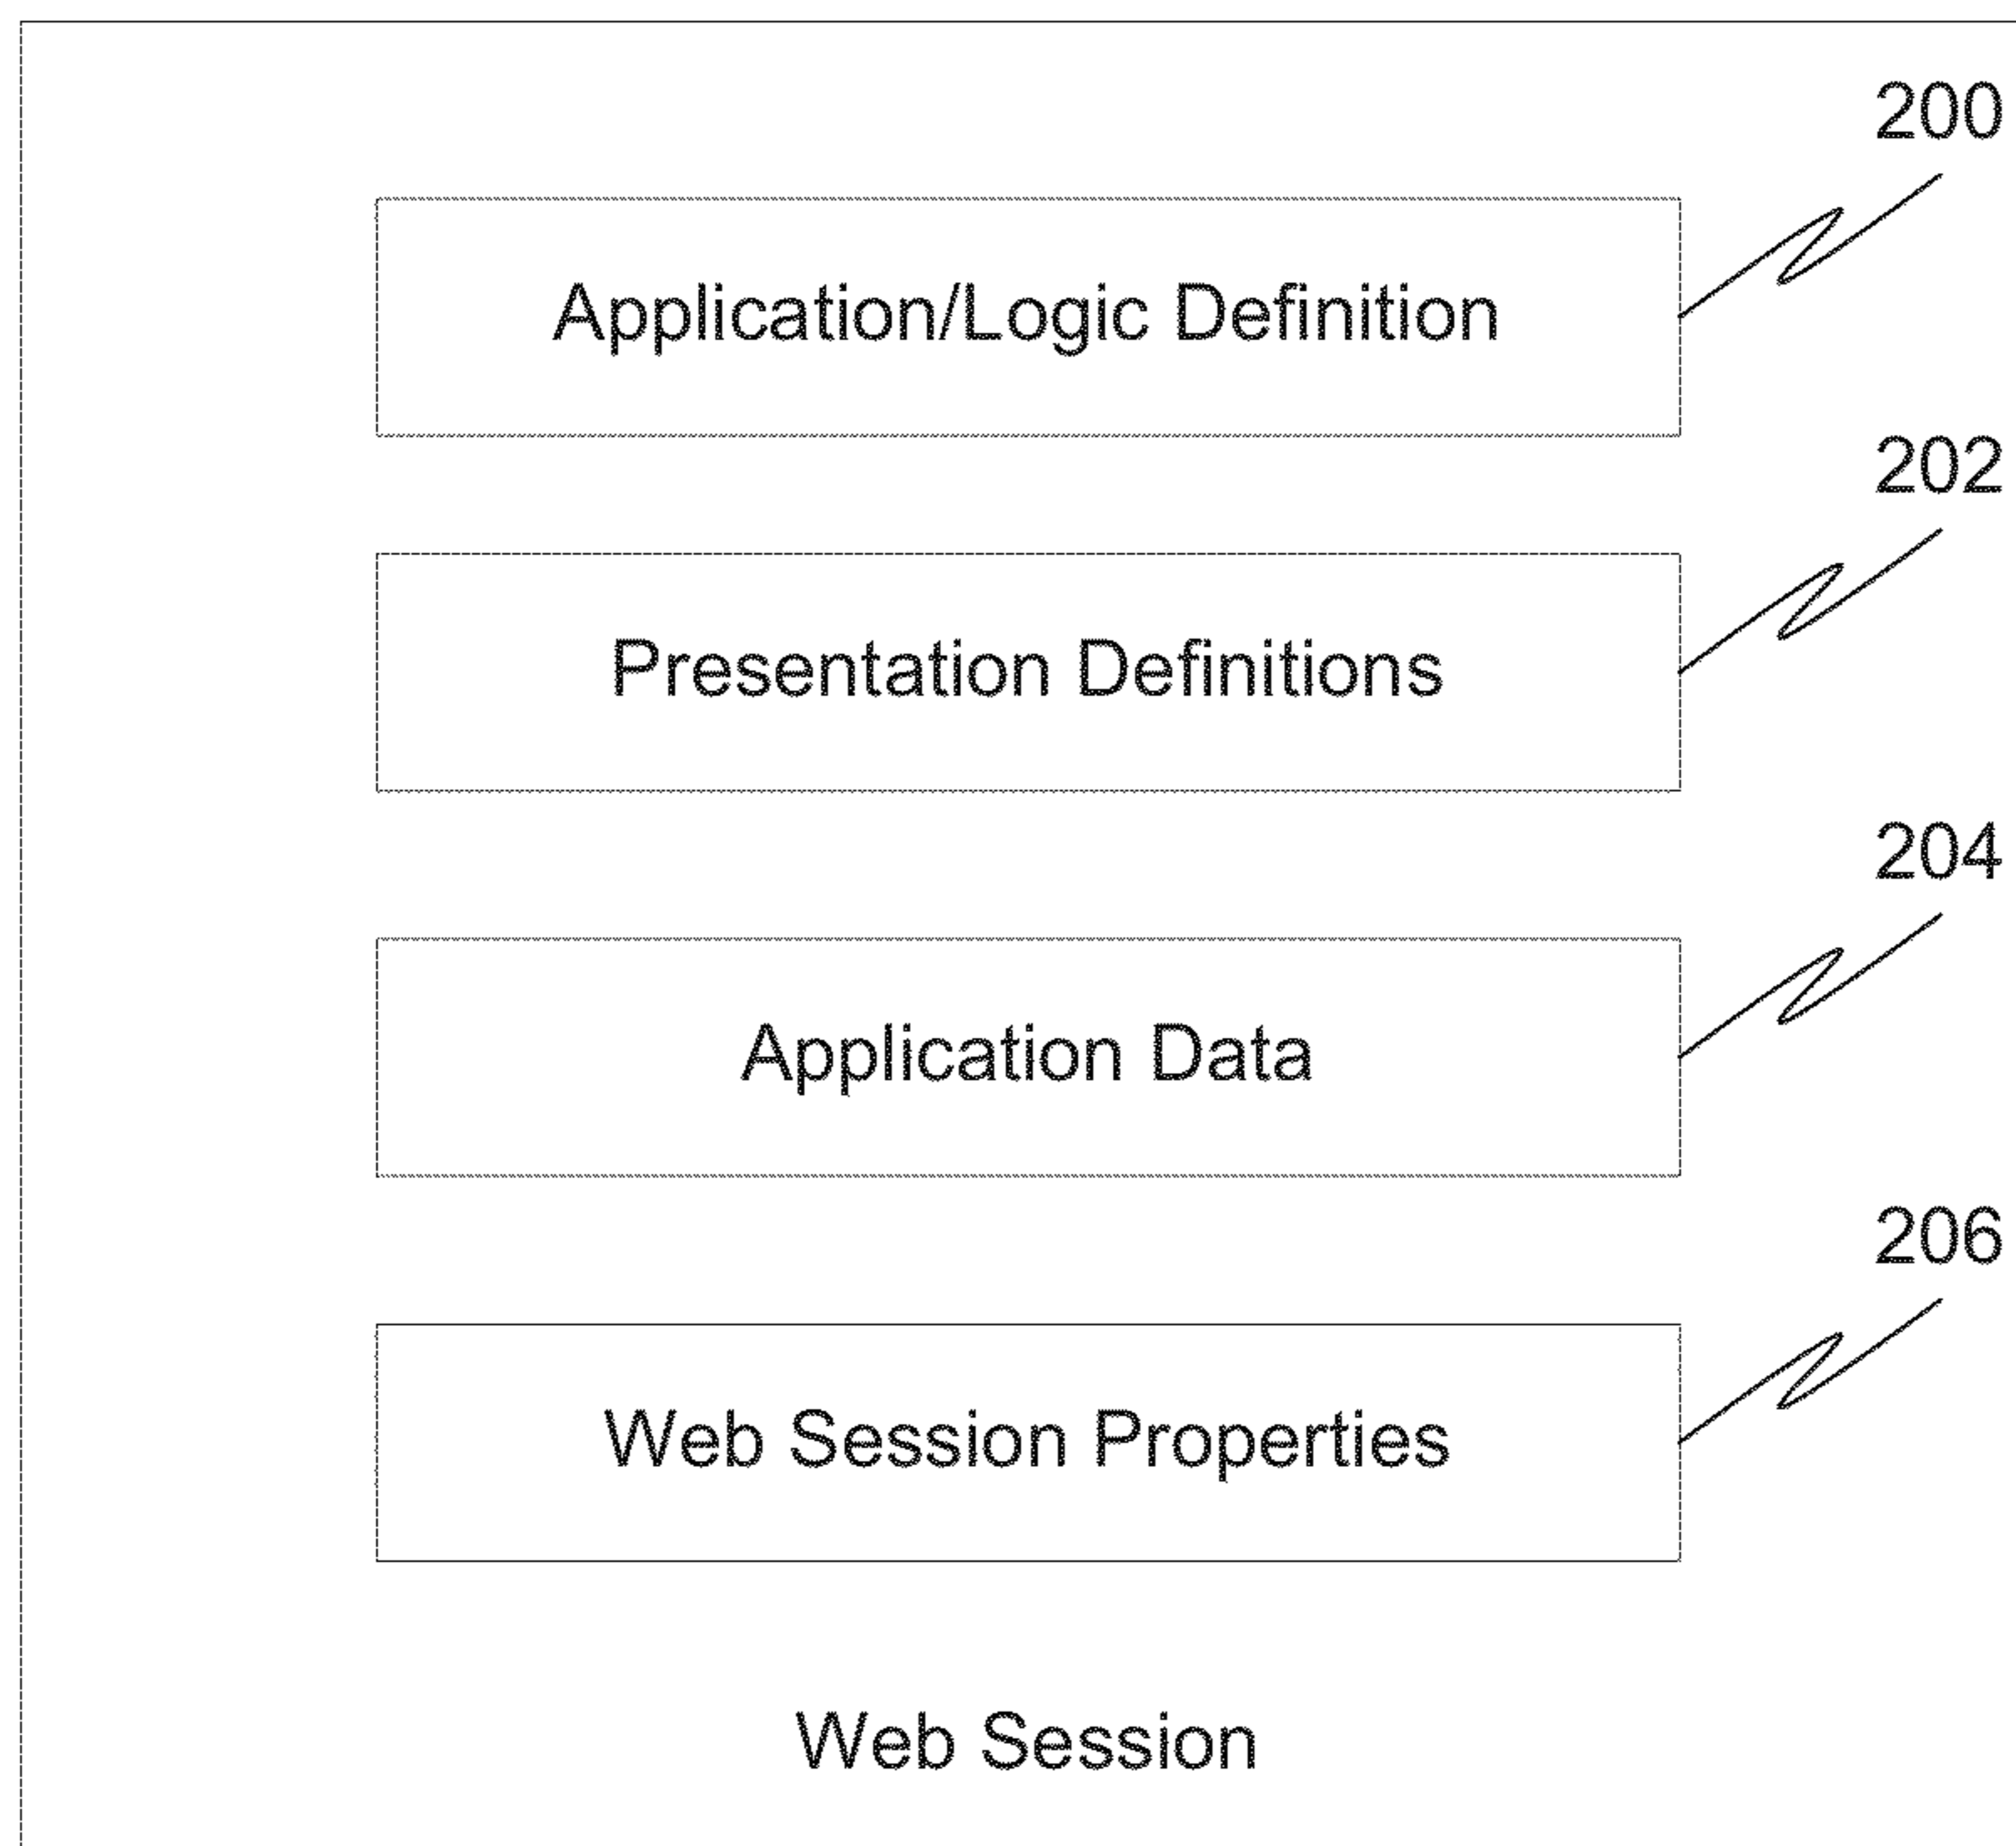 200
Application/Logic Definition
202
Presentation Definitions
204
Application Data
206
Web Session Properties
Web Session